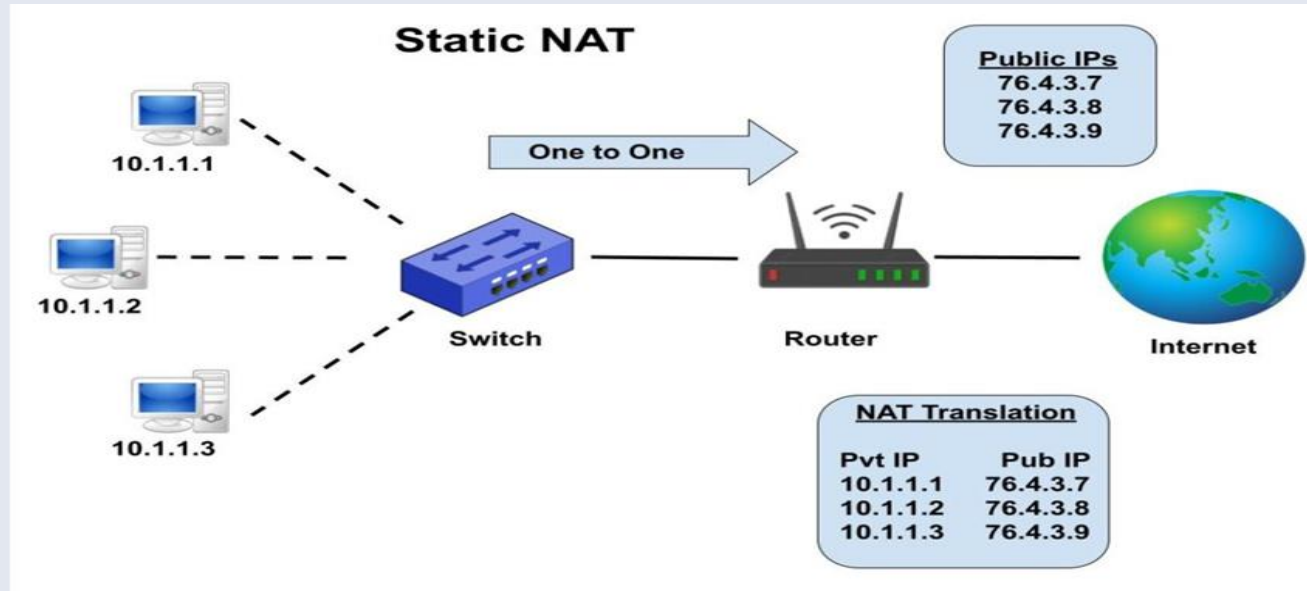 Static NAT
Public IPs
76.4.3.7
76.4.3.8
76.4.3.9
10.1.1.1
One to One
10.1.1.2
Switch
Router
Internet
10.1.1.3
NAT Translation
Pvt IP Pub IP
10.1.1.1 76.4.3.7
10.1.1.2 76.4.3.8
10.1.1.3 76.4.3.9